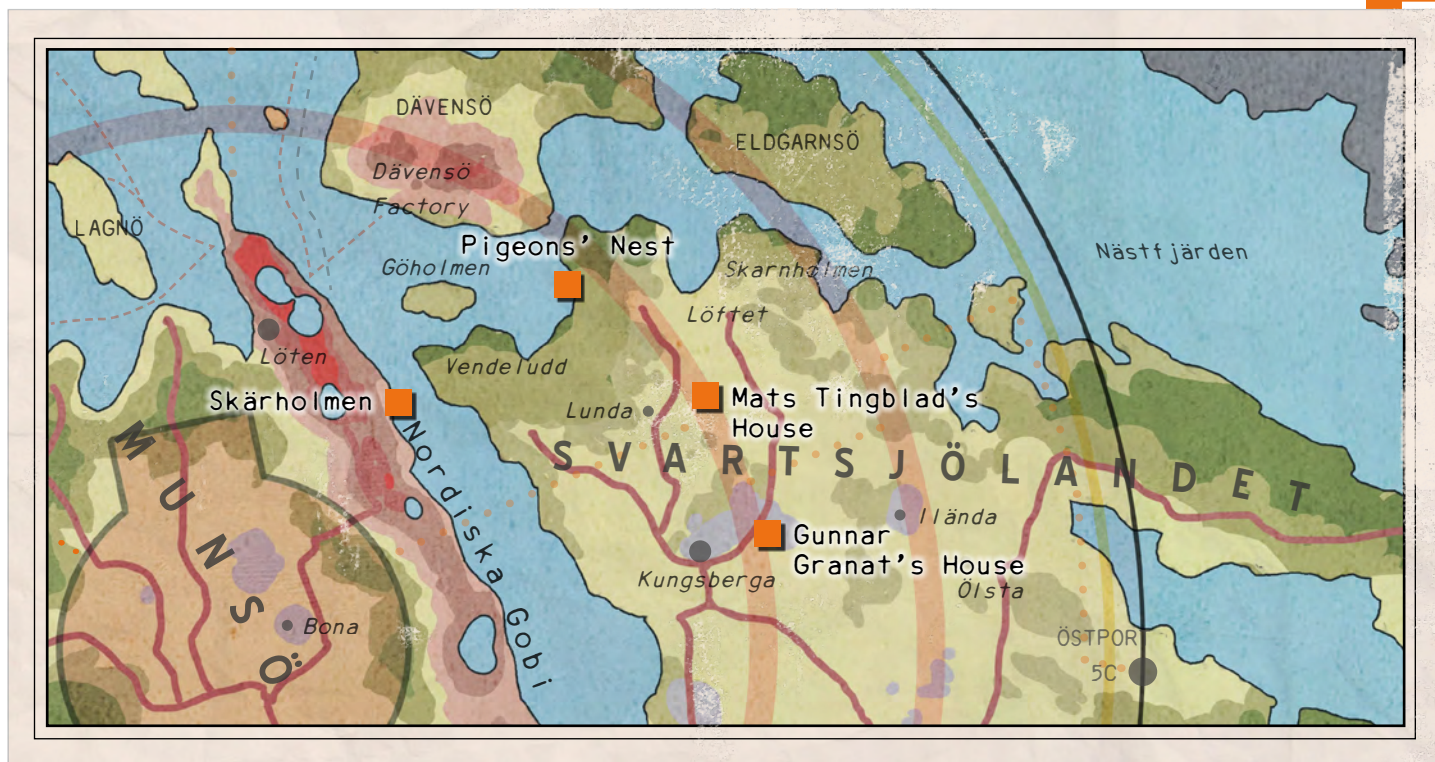 DÄVENSÖ
ELDGARNSÖ
Dävensö
Factory
LAGNÖ
Pigeons' Nest
Nästfjärden
Göholmen
Skarnholmen
Löftet
Löten
Vendeludd
Skärholmen
Lunda
Mats Tingblad's
House
SVARTSJÖLANDET
MUNSÖ
Nordiska Gobi
Illända
Gunnar
Granat's House
Kungsberga
Ölsta
Bona
ÖSTPOR
5C